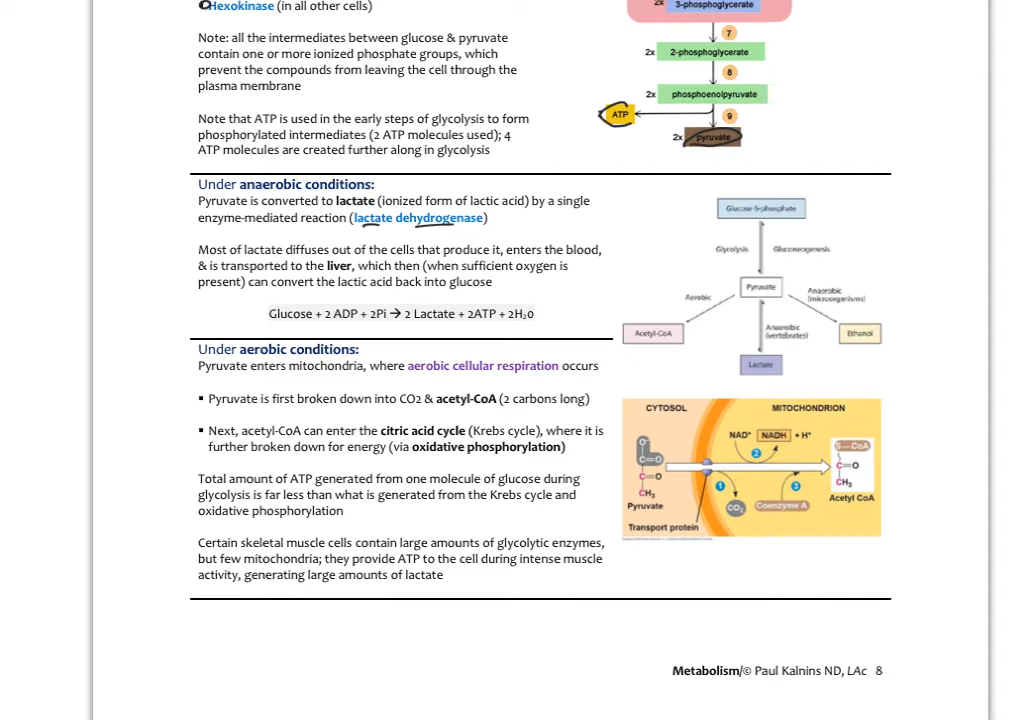 Hexokinase (in all other cells)
Note: all the intermediates between glucose & pyruvate
contain one or more ionized phosphate groups, which
prevent the compounds from leaving the cell through the
plasma membrane
Note that ATP is used in the early steps of glycolysis to form
phosphorylated intermediates (2 ATP molecules used); 4
ATP molecules are created further along in glycolysis
2x 3-phosphoglycerate
7
2x 2-phosphoglycerate
8
2x phosphoenolpyruvate
ATP
9
2x pyruvate
Under anaerobic conditions:
Pyruvate is converted to lactate (ionized form of lactic acid) by a single
enzyme-mediated reaction (lactate dehydrogenase)
Most of lactate diffuses out of the cells that produce it, enters the blood,
& is transported to the liver, which then (when sufficient oxygen is
present) can convert the lactic acid back into glucose
Glucose + 2 ADP + 2Pi → 2 Lactate + 2ATP + 2H₂0
Glucose 6-phosphate
Glycolysis
Gluconeogenesis
Pyruvate
Aerobic
Anaerobic
(microorganisms)
Acetyl-CoA
Anaerobic
(vertebrates)
Ethanol
Lactate
Under aerobic conditions:
Pyruvate enters mitochondria, where aerobic cellular respiration occurs
▪ Pyruvate is first broken down into CO2 & acetyl-CoA (2 carbons long)
▪ Next, acetyl-CoA can enter the citric acid cycle (Krebs cycle), where it is
further broken down for energy (via oxidative phosphorylation)
Total amount of ATP generated from one molecule of glucose during
glycolysis is far less than what is generated from the Krebs cycle and
oxidative phosphorylation
Certain skeletal muscle cells contain large amounts of glycolytic enzymes,
but few mitochondria; they provide ATP to the cell during intense muscle
activity, generating large amounts of lactate
CYTOSOL
MITOCHONDRION
NAD⁺ NADH + H⁺
2
O⁻
C=O
C=O
CH₃
Pyruvate
1
3
CO₂
Coenzyme A
Transport protein
S—CoA
C=O
CH₃
Acetyl CoA
Metabolism/© Paul Kalnins ND, LAc 8